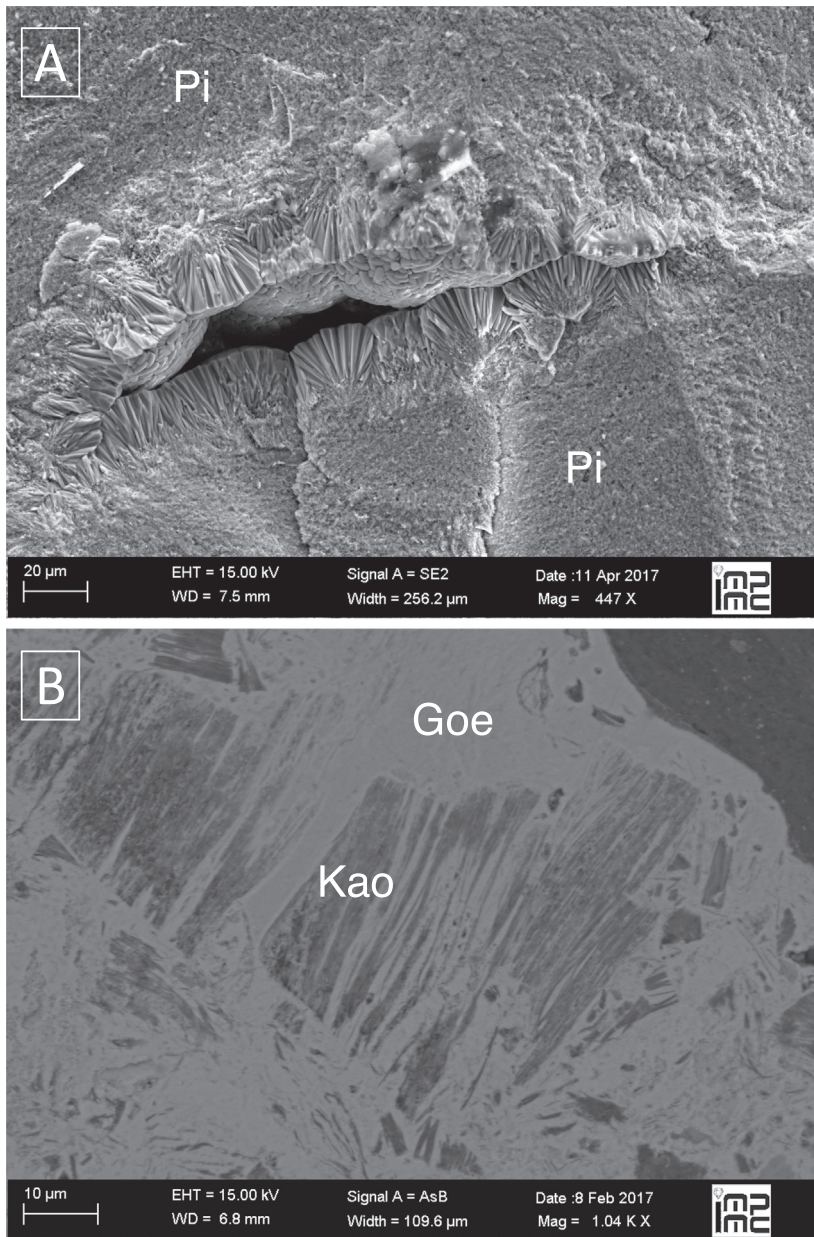 A
Pi
Pi
20 µm
EHT = 15.00 kV
WD = 7.5 mm
Signal A = SE2
Width = 256.2 µm
Date :11 Apr 2017
Mag = 447 X
IMPMC
B
Goe
Kao
10 µm
EHT = 15.00 kV
WD = 6.8 mm
Signal A = AsB
Width = 109.6 µm
Date :8 Feb 2017
Mag = 1.04 K X
IMPMC